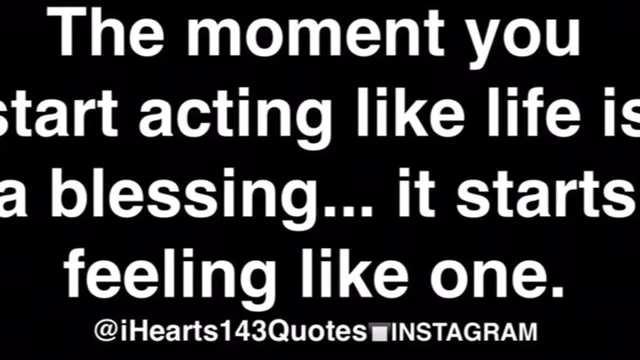 The moment you
start acting like life is
a blessing... it starts
feeling like one.
@iHearts143Quotes INSTAGRAM